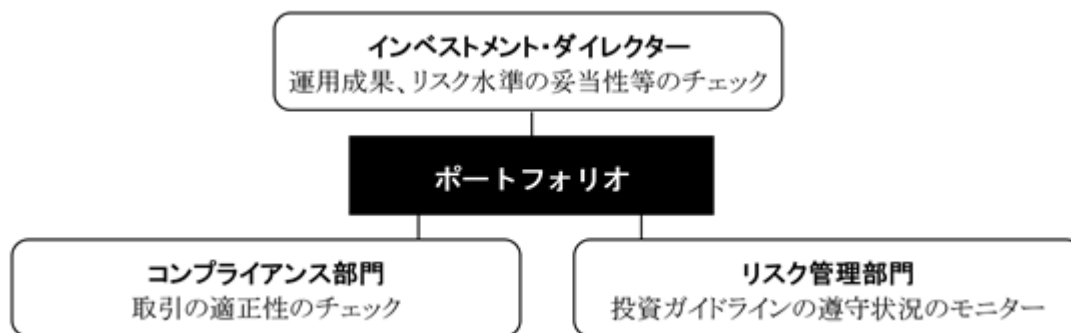 インベストメント・ダイレクター
運用成果、リスク水準の妥当性等のチェック
ポートフォリオ
コンプライアンス部門
取引の適正性のチェック
リスク管理部門
投資ガイドラインの遵守状況のモニター